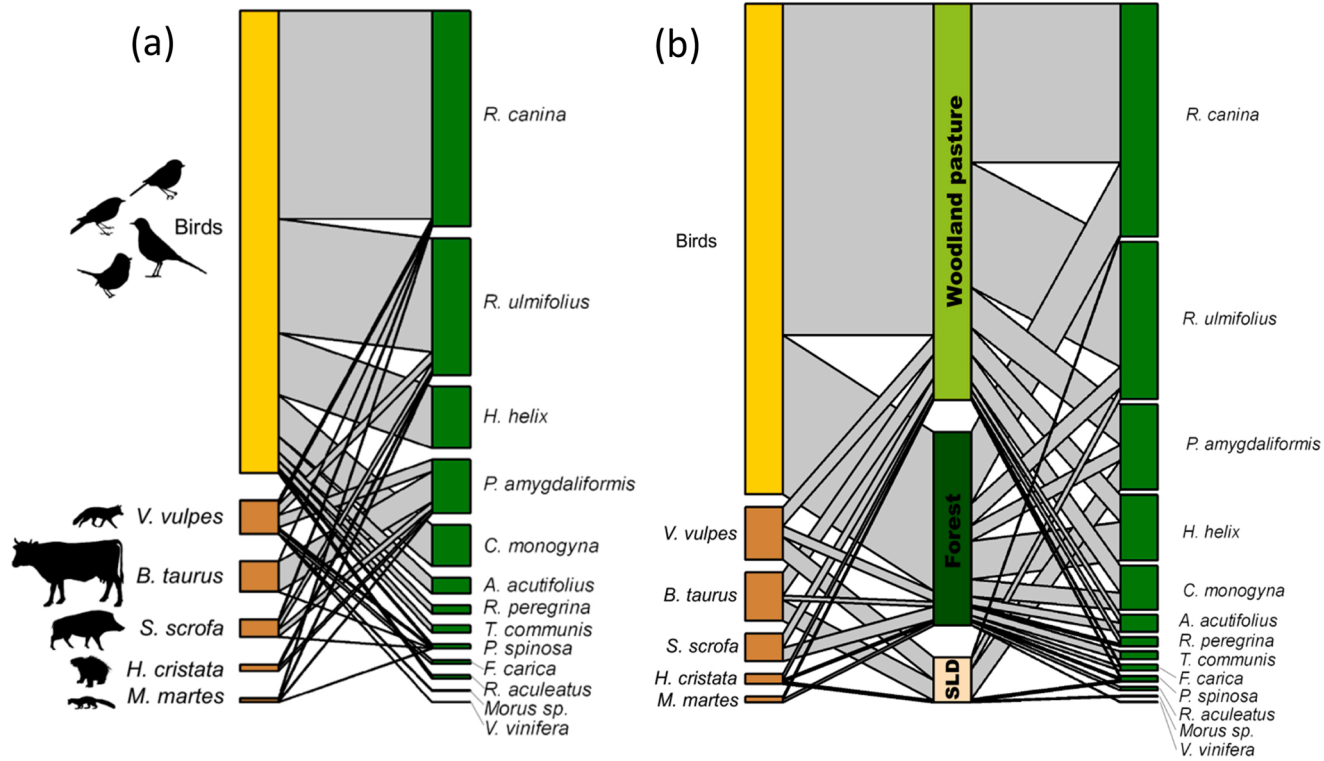 (a)
R. canina
Birds
R. ulmifolius
H. helix
P. amygdaliformis
V. vulpes
C. monogyna
B. taurus
A. acutifolius
R. peregrina
S. scrofa
T. communis
P. spinosa
H. cristata
F. carica
R. aculeatus
M. martes
Morus sp.
V. vinifera
(b)
Woodland pasture
R. canina
Birds
R. ulmifolius
P. amygdaliformis
Forest
V. vulpes
H. helix
B. taurus
C. monogyna
A. acutifolius
S. scrofa
R. peregrina
T. communis
SLD
H. cristata
F. carica
P. spinosa
M. martes
R. aculeatus
Morus sp.
V. vinifera